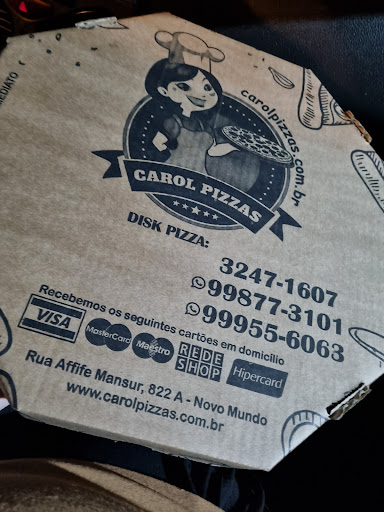 MEDIATO
carolpizzas.com.br
CAROL PIZZAS
DISK PIZZA:
3247-1607
99877-3101
99955-6063
Recebemos os seguintes cartões em domicílio
VISA MasterCard Maestro REDE SHOP Hipercard
Rua Affife Mansur, 822 A - Novo Mundo
www.carolpizzas.com.br